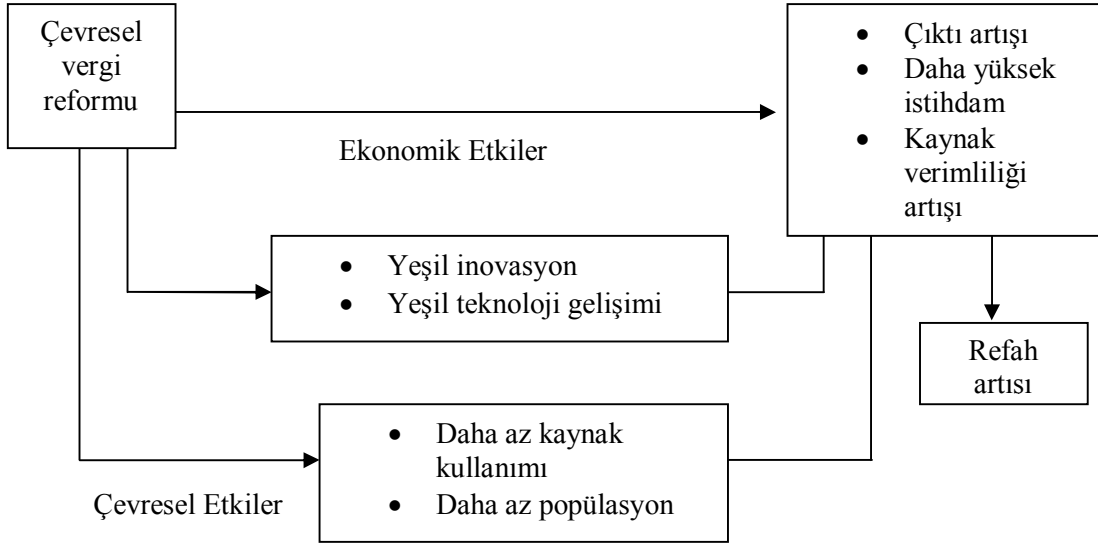 Çevresel
vergi
reformu
Ekonomik Etkiler
• Çıktı artışı
• Daha yüksek
istihdam
• Kaynak
verimliliği
artışı
• Yeşil inovasyon
• Yeşil teknoloji gelişimi
Refah
artısı
• Daha az kaynak
kullanımı
• Daha az popülasyon
Çevresel Etkiler